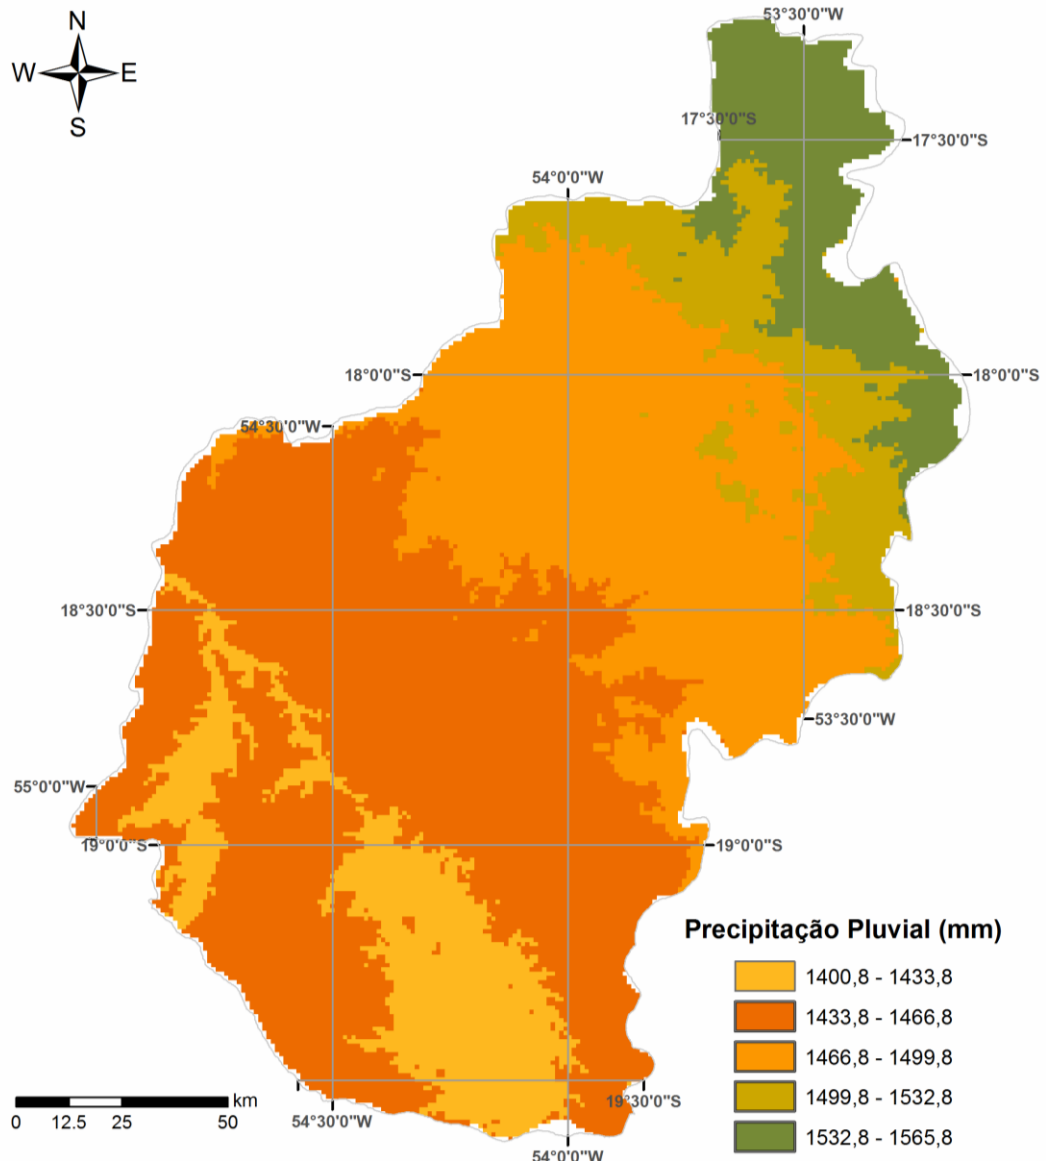 53°30'0"W
N
W E
S
17°30'0"S
17°30'0"S
54°0'0"W
18°0'0"S
18°0'0"S
54°30'0"W
18°30'0"S
18°30'0"S
53°30'0"W
55°0'0"W
19°0'0"S
19°0'0"S
Precipitação Pluvial (mm)
1400,8 - 1433,8
1433,8 - 1466,8
1466,8 - 1499,8
1499,8 - 1532,8
1532,8 - 1565,8
km
0 12.5 25 50
19°30'0"S
54°30'0"W
54°0'0"W